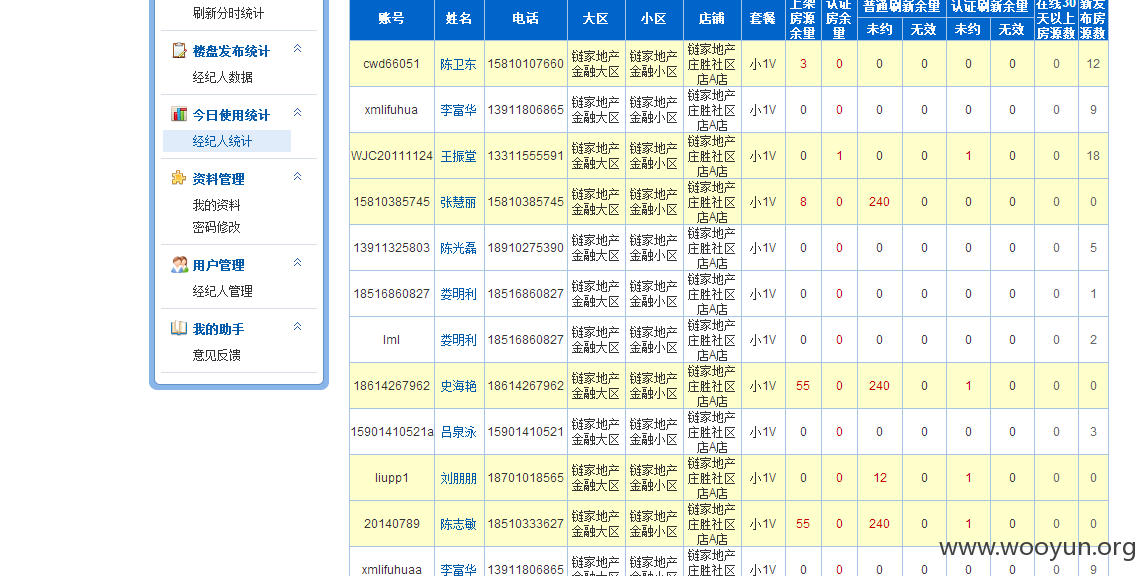 刷新分时统计
楼盘发布统计
经纪人数据
今日使用统计
经纪人统计
资料管理
我的资料
密码修改
用户管理
经纪人管理
我的助手
意见反馈
账号 姓名 电话 大区 小区 店铺 套餐 上架房源余量 认证房余量 普通刷新余量 认证刷新余量 在线30天以上房源数 新发布房源数
未约 无效 未约 无效
cwd66051 陈卫东 15810107660 链家地产金融大区 链家地产金融小区 链家地产庄胜社区店A店 小1V 3 0 0 0 0 0 0 12
xmlifuhua 李富华 13911806865 链家地产金融大区 链家地产金融小区 链家地产庄胜社区店A店 小1V 0 0 0 0 0 0 0 9
WJC20111124 王振堂 13311555591 链家地产金融大区 链家地产金融小区 链家地产庄胜社区店A店 小1V 0 1 0 0 1 0 0 18
15810385745 张慧丽 15810385745 链家地产金融大区 链家地产金融小区 链家地产庄胜社区店A店 小1V 8 0 240 0 0 0 0 0
13911325803 陈光磊 18910275390 链家地产金融大区 链家地产金融小区 链家地产庄胜社区店A店 小1V 0 0 0 0 0 0 0 5
18516860827 娄明利 18516860827 链家地产金融大区 链家地产金融小区 链家地产庄胜社区店A店 小1V 0 0 0 0 0 0 0 1
lml 娄明利 18516860827 链家地产金融大区 链家地产金融小区 链家地产庄胜社区店A店 小1V 0 0 0 0 0 0 0 2
18614267962 史海艳 18614267962 链家地产金融大区 链家地产金融小区 链家地产庄胜社区店A店 小1V 55 0 240 0 1 0 0 0
15901410521a 吕泉泳 15901410521 链家地产金融大区 链家地产金融小区 链家地产庄胜社区店A店 小1V 0 0 0 0 0 0 0 3
liupp1 刘朋朋 18701018565 链家地产金融大区 链家地产金融小区 链家地产庄胜社区店A店 小1V 0 0 12 0 1 0 0 0
20140789 陈志敏 18510333627 链家地产金融大区 链家地产金融小区 链家地产庄胜社区店A店 小1V 55 0 240 0 1 0 0 0
xmlifuhuaa 李富华 13911806865 链家地产金融大区 链家地产金融小区 链家地产庄胜社区 小1V 0 0 0 0 0 0 0 9
www.wooyun.org